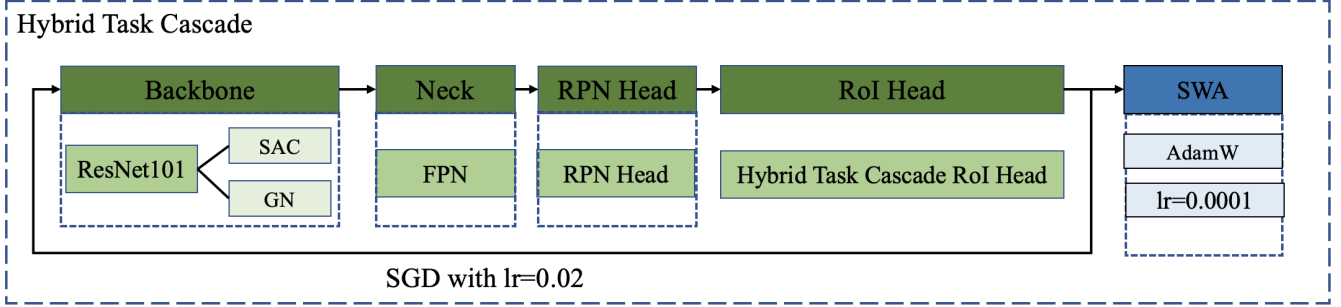 Hybrid Task Cascade
Backbone
Neck
RPN Head
RoI Head
SWA
ResNet101
SAC
GN
FPN
RPN Head
Hybrid Task Cascade RoI Head
AdamW
lr=0.0001
SGD with lr=0.02